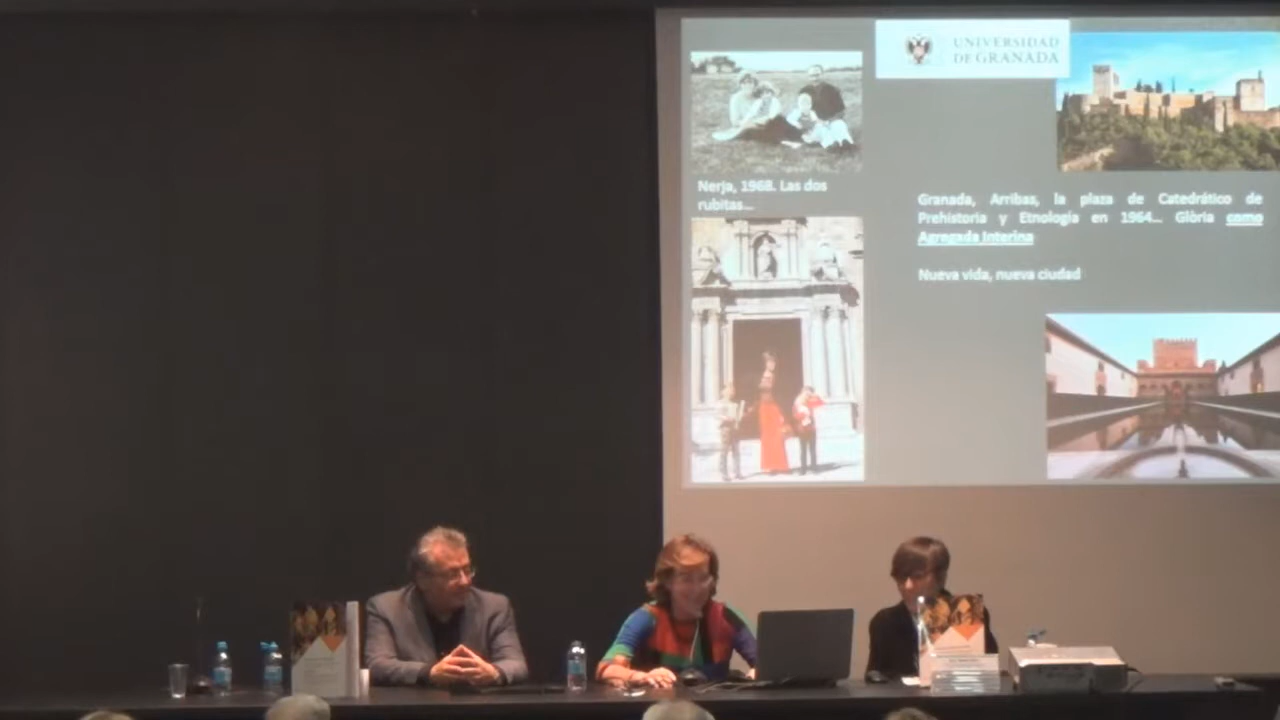 UNIVERSIDAD
DE GRANADA
Nerja, 1968. Las dos
rubitas...
Granada, Arribas, la plaza de Catedrático de
Prehistoria y Etnología en 1964... Glòria como
Agregada Interina
Nueva vida, nueva ciudad